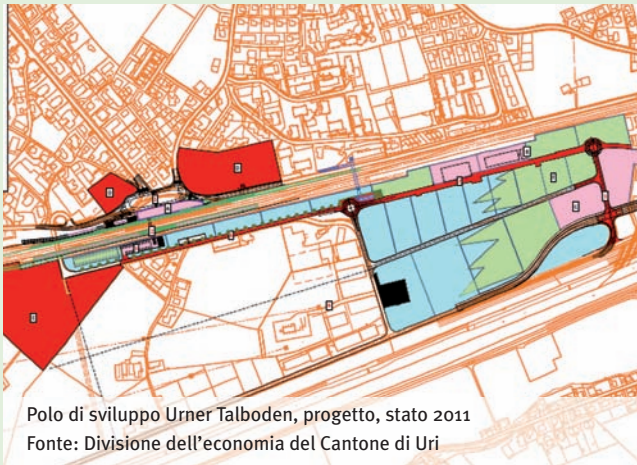 Polo di sviluppo Urner Talboden, progetto, stato 2011
Fonte: Divisione dell'economia del Cantone di Uri